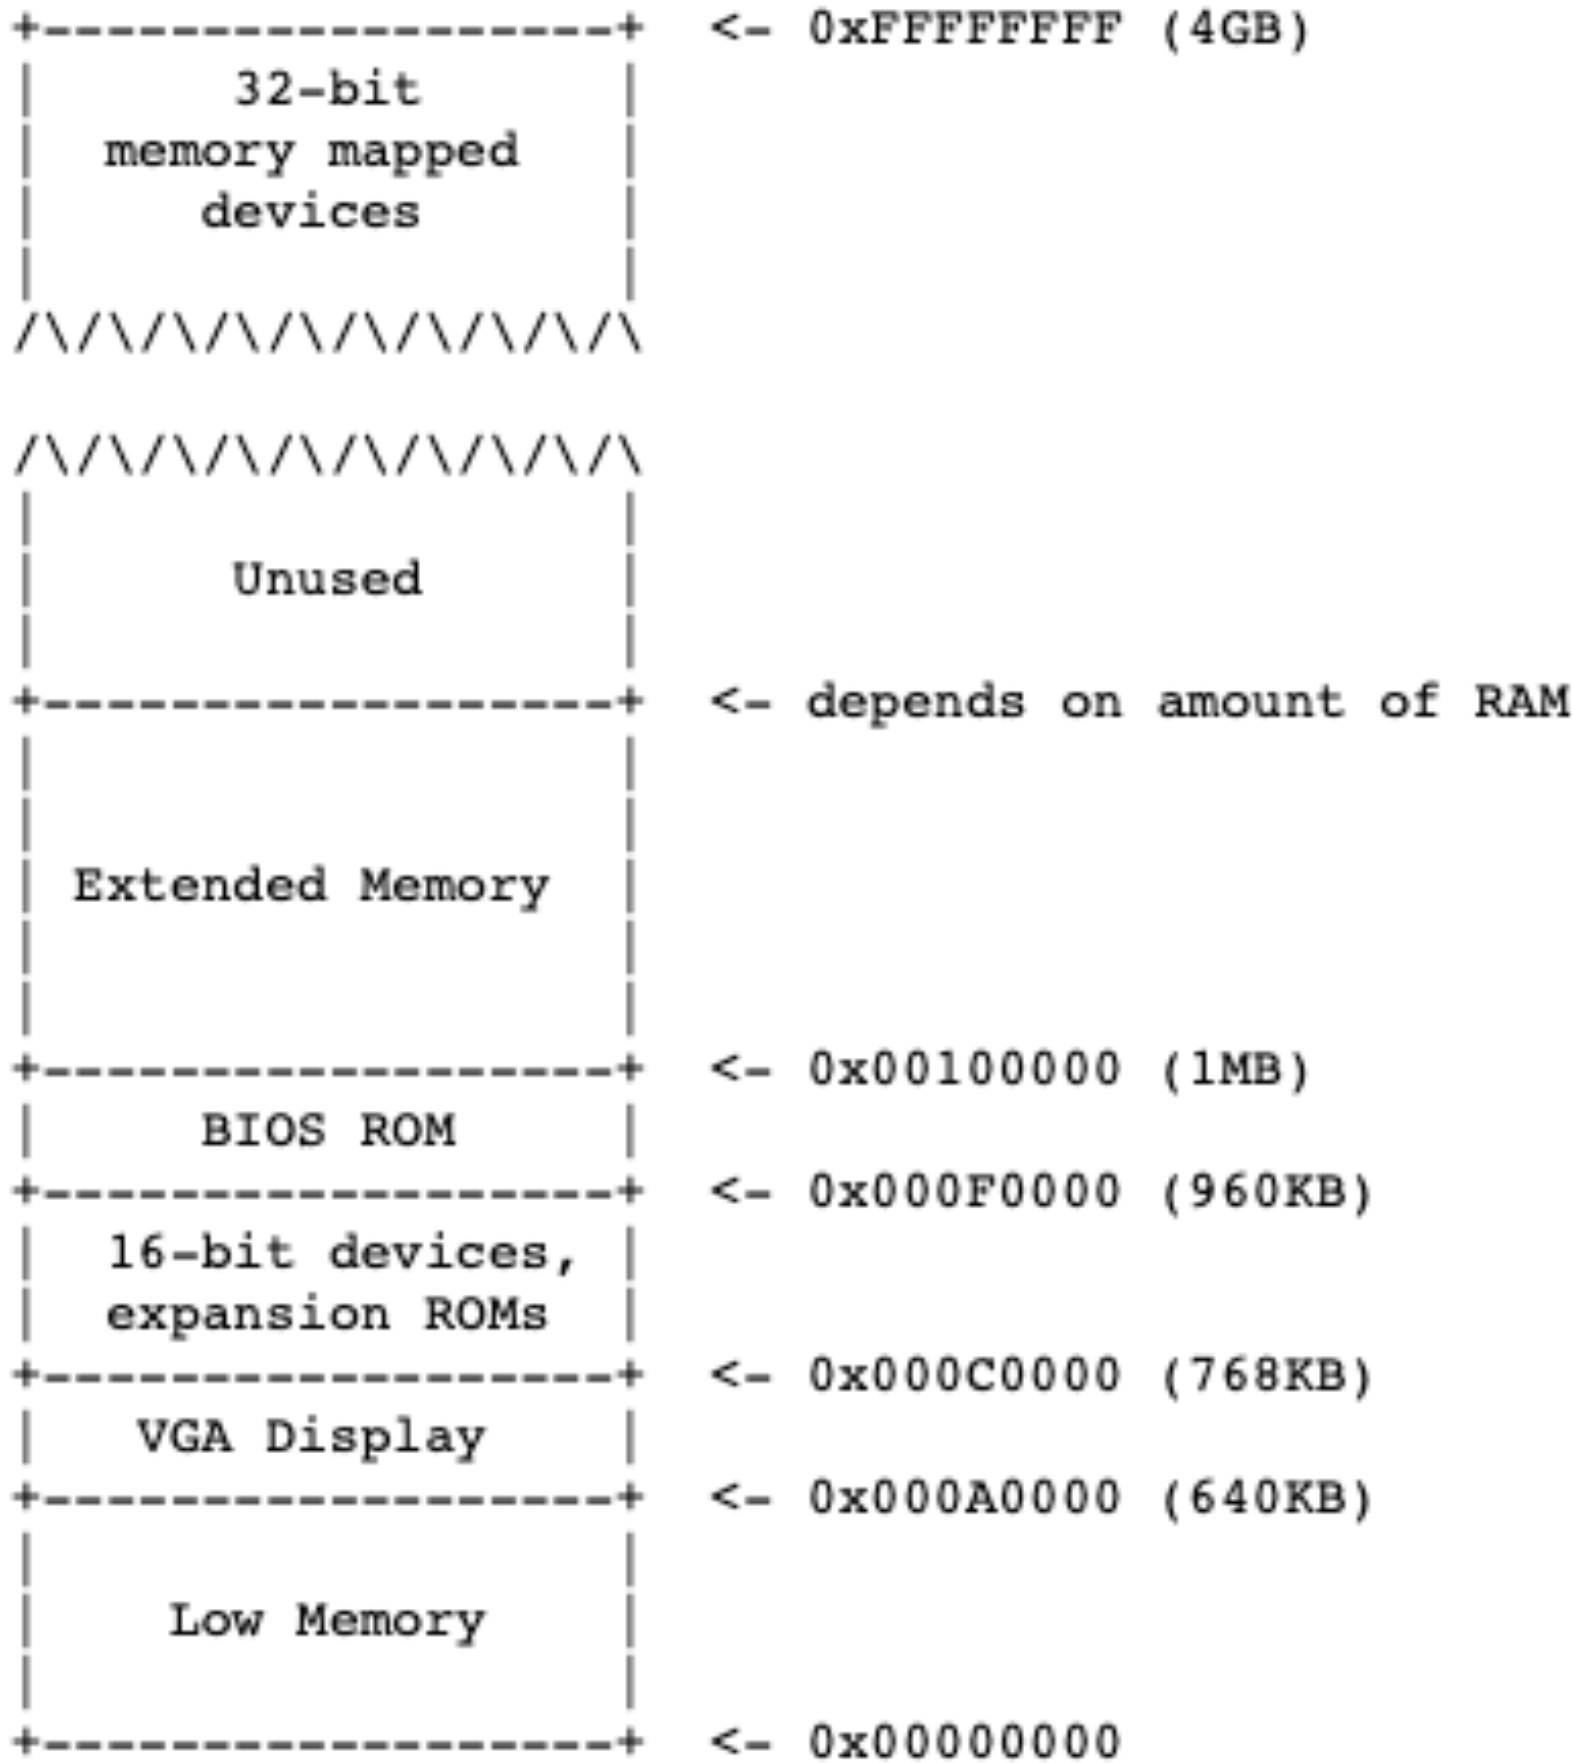 +------------------+  <- 0xFFFFFFFF (4GB)
|      32-bit      |
|  memory mapped   |
|     devices      |
|                  |
/\/\/\/\/\/\/\/\/\/\

/\/\/\/\/\/\/\/\/\/\
|                  |
|      Unused      |
|                  |
+------------------+  <- depends on amount of RAM
|                  |
|                  |
| Extended Memory  |
|                  |
|                  |
+------------------+  <- 0x00100000 (1MB)
|     BIOS ROM     |
+------------------+  <- 0x000F0000 (960KB)
|  16-bit devices, |
|  expansion ROMs  |
+------------------+  <- 0x000C0000 (768KB)
|   VGA Display    |
+------------------+  <- 0x000A0000 (640KB)
|                  |
|    Low Memory    |
|                  |
+------------------+  <- 0x00000000